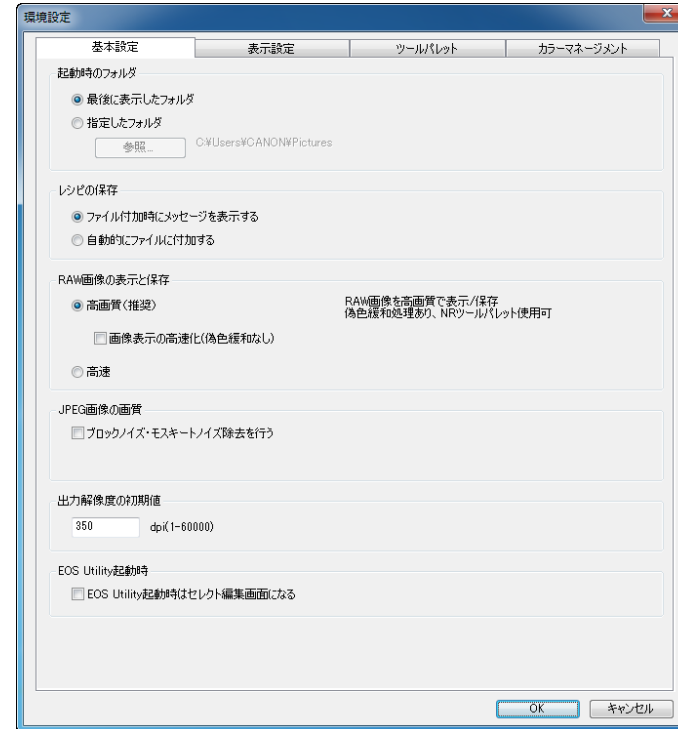 環境設定
基本設定 表示設定 ツールパレット カラーマネージメント
起動時のフォルダ
最後に表示したフォルダ
指定したフォルダ
参照... C:¥Users¥CANON¥Pictures
レシピの保存
ファイル付加時にメッセージを表示する
自動的にファイルに付加する
RAW画像の表示と保存
高画質(推奨) RAW画像を高画質で表示/保存
偽色緩和処理あり、NRツールパレット使用可
画像表示の高速化(偽色緩和なし)
高速
JPEG画像の画質
ブロックノイズ・モスキートノイズ除去を行う
出力解像度の初期値
350 dpi(1-60000)
EOS Utility起動時
EOS Utility起動時はセレクト編集画面になる
OK キャンセル